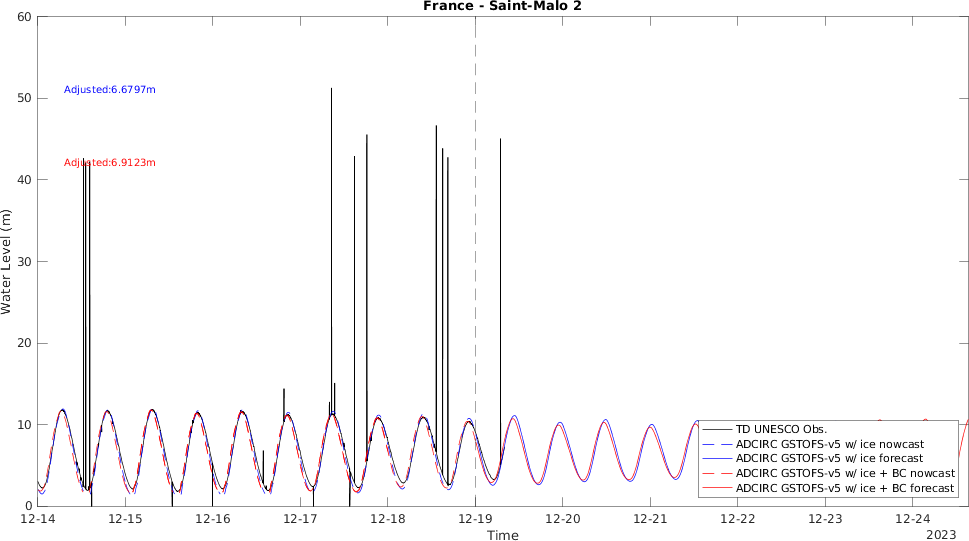 France - Saint-Malo 2
60
50
40
30
20
10
0
Water Level (m)
Adjusted:6.6797m
Adjusted:6.9123m
TD UNESCO Obs.
ADCIRC GSTOFS-v5 w/ ice nowcast
ADCIRC GSTOFS-v5 w/ ice forecast
ADCIRC GSTOFS-v5 w/ ice + BC nowcast
ADCIRC GSTOFS-v5 w/ ice + BC forecast
12-14 12-15 12-16 12-17 12-18 12-19 12-20 12-21 12-22 12-23 12-24
Time
2023